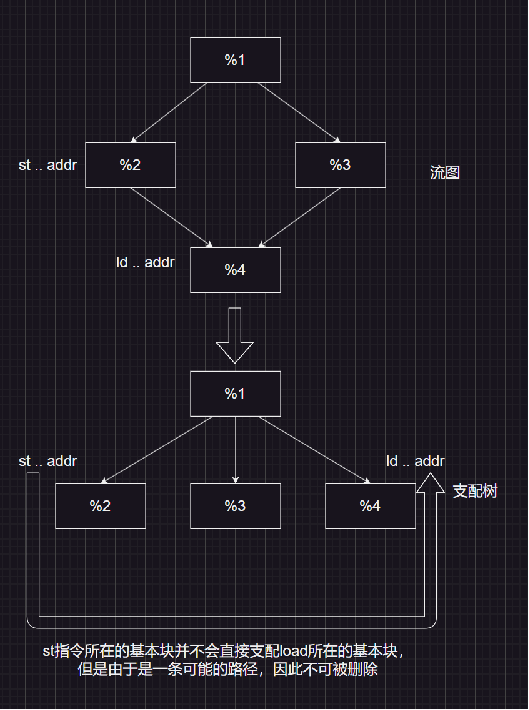 %1
st .. addr
%2
%3
流图
ld .. addr
%4
%1
st .. addr
ld .. addr
%2
%3
%4
支配树
st指令所在的基本块并不会直接支配load所在的基本块，
但是由于是一条可能的路径，因此不可被删除